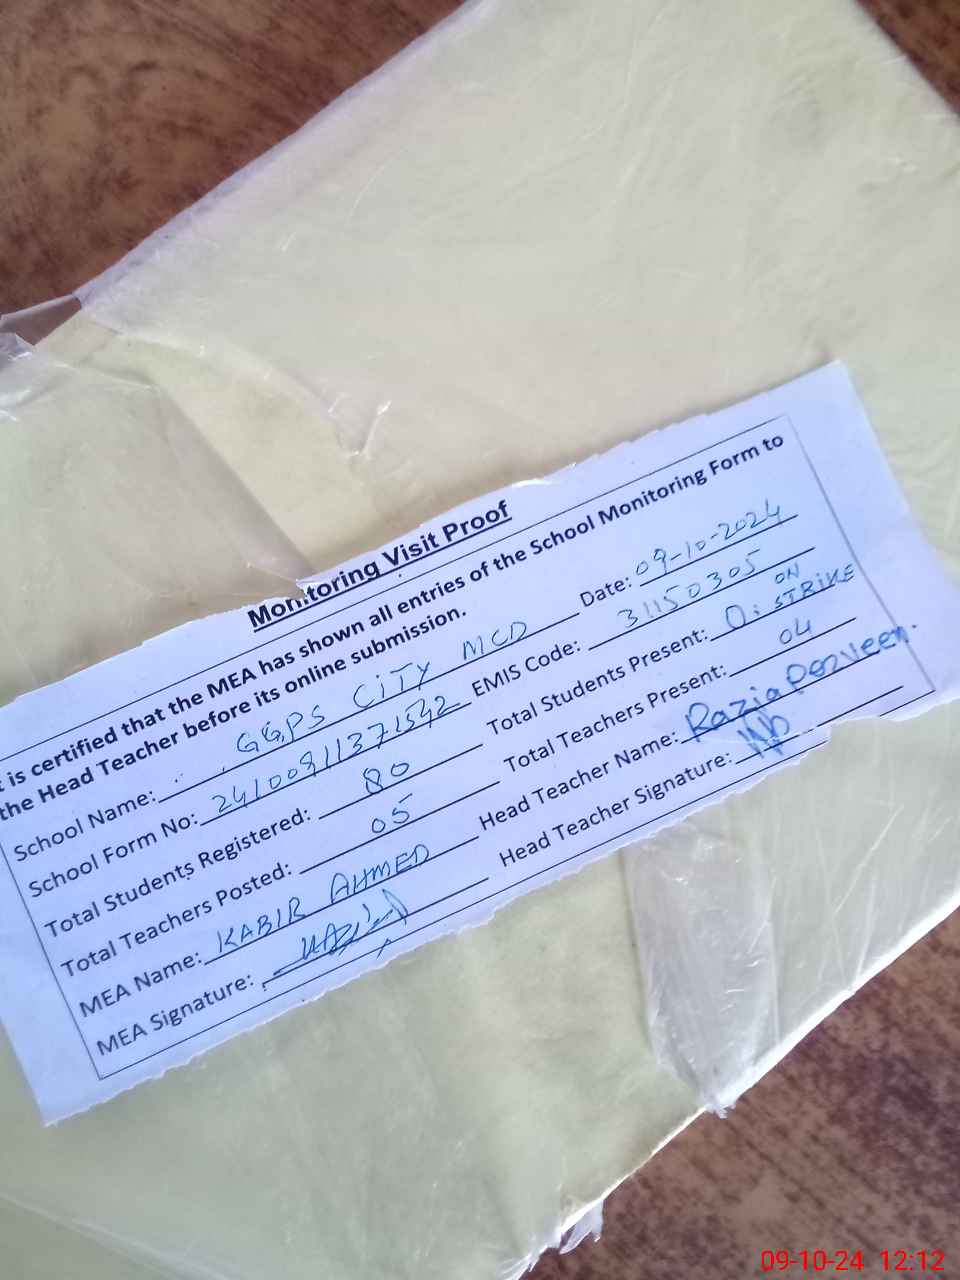 Monitoring Visit Proof
t is certified that the MEA has shown all entries of the School Monitoring Form to
the Head Teacher before its online submission.
School Name: GGPS CiTY MCD Date: 09-10-2024
School Form No: 2410091137 1542 EMIS Code: 31150305
Total Students Registered: 80 Total Students Present: 0: ON STRiKE
Total Teachers Posted: 05 Total Teachers Present: 04
MEA Name: KABIR AHMED Head Teacher Name: Razia Perveen.
MEA Signature: Head Teacher Signature:
09-10-24 12:12